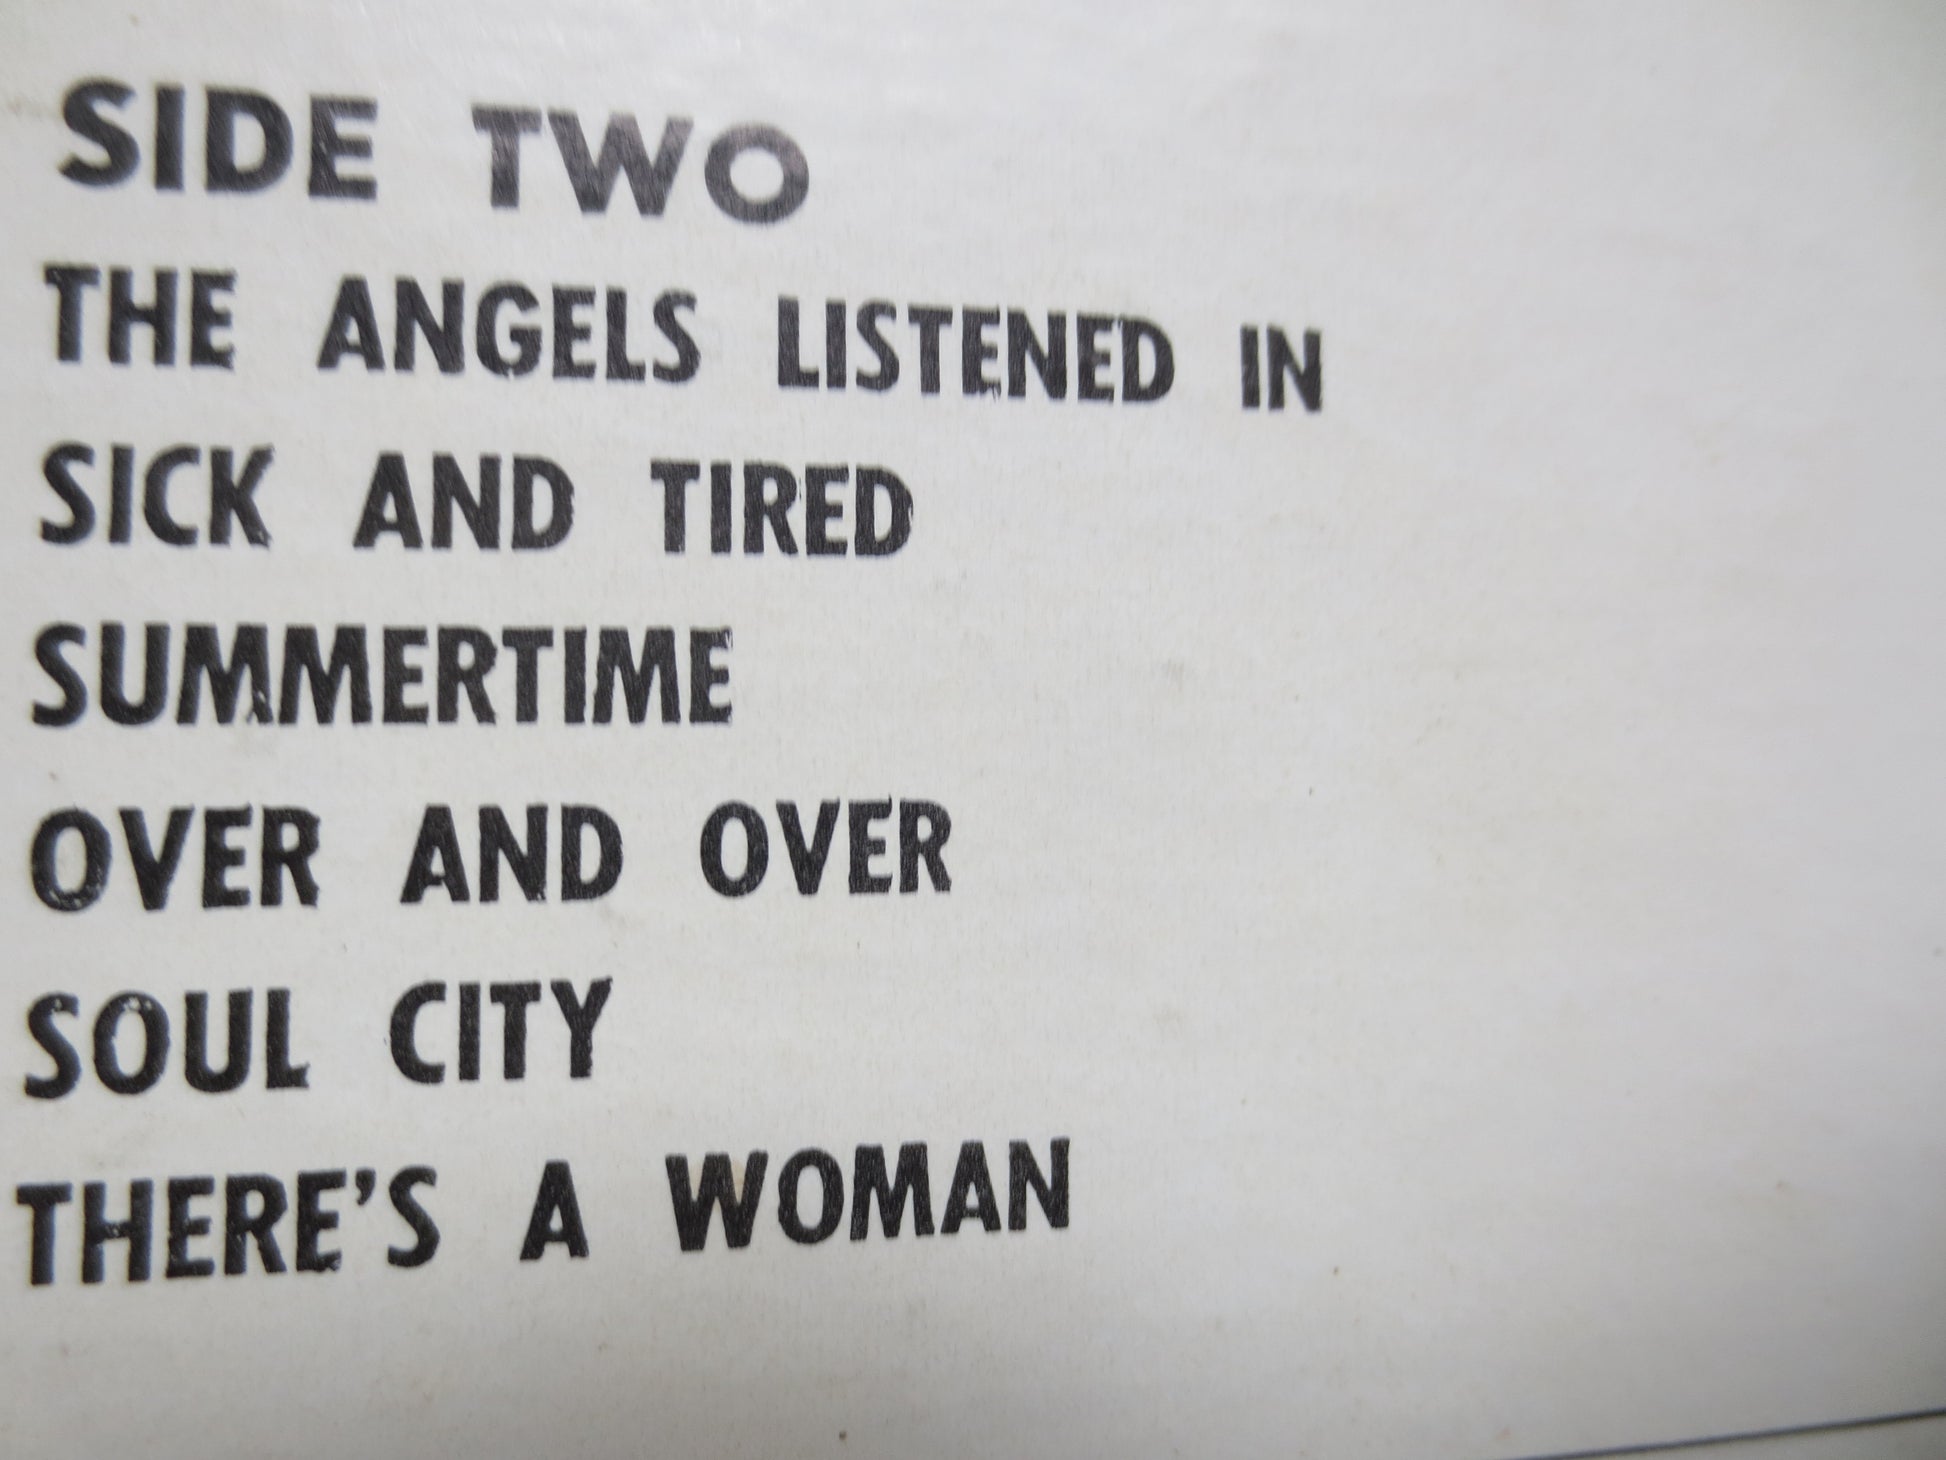 SIDE TWO
THE ANGELS LISTENED IN
SICK AND TIRED
SUMMERTIME
OVER AND OVER
SOUL CITY
THERE'S A WOMAN